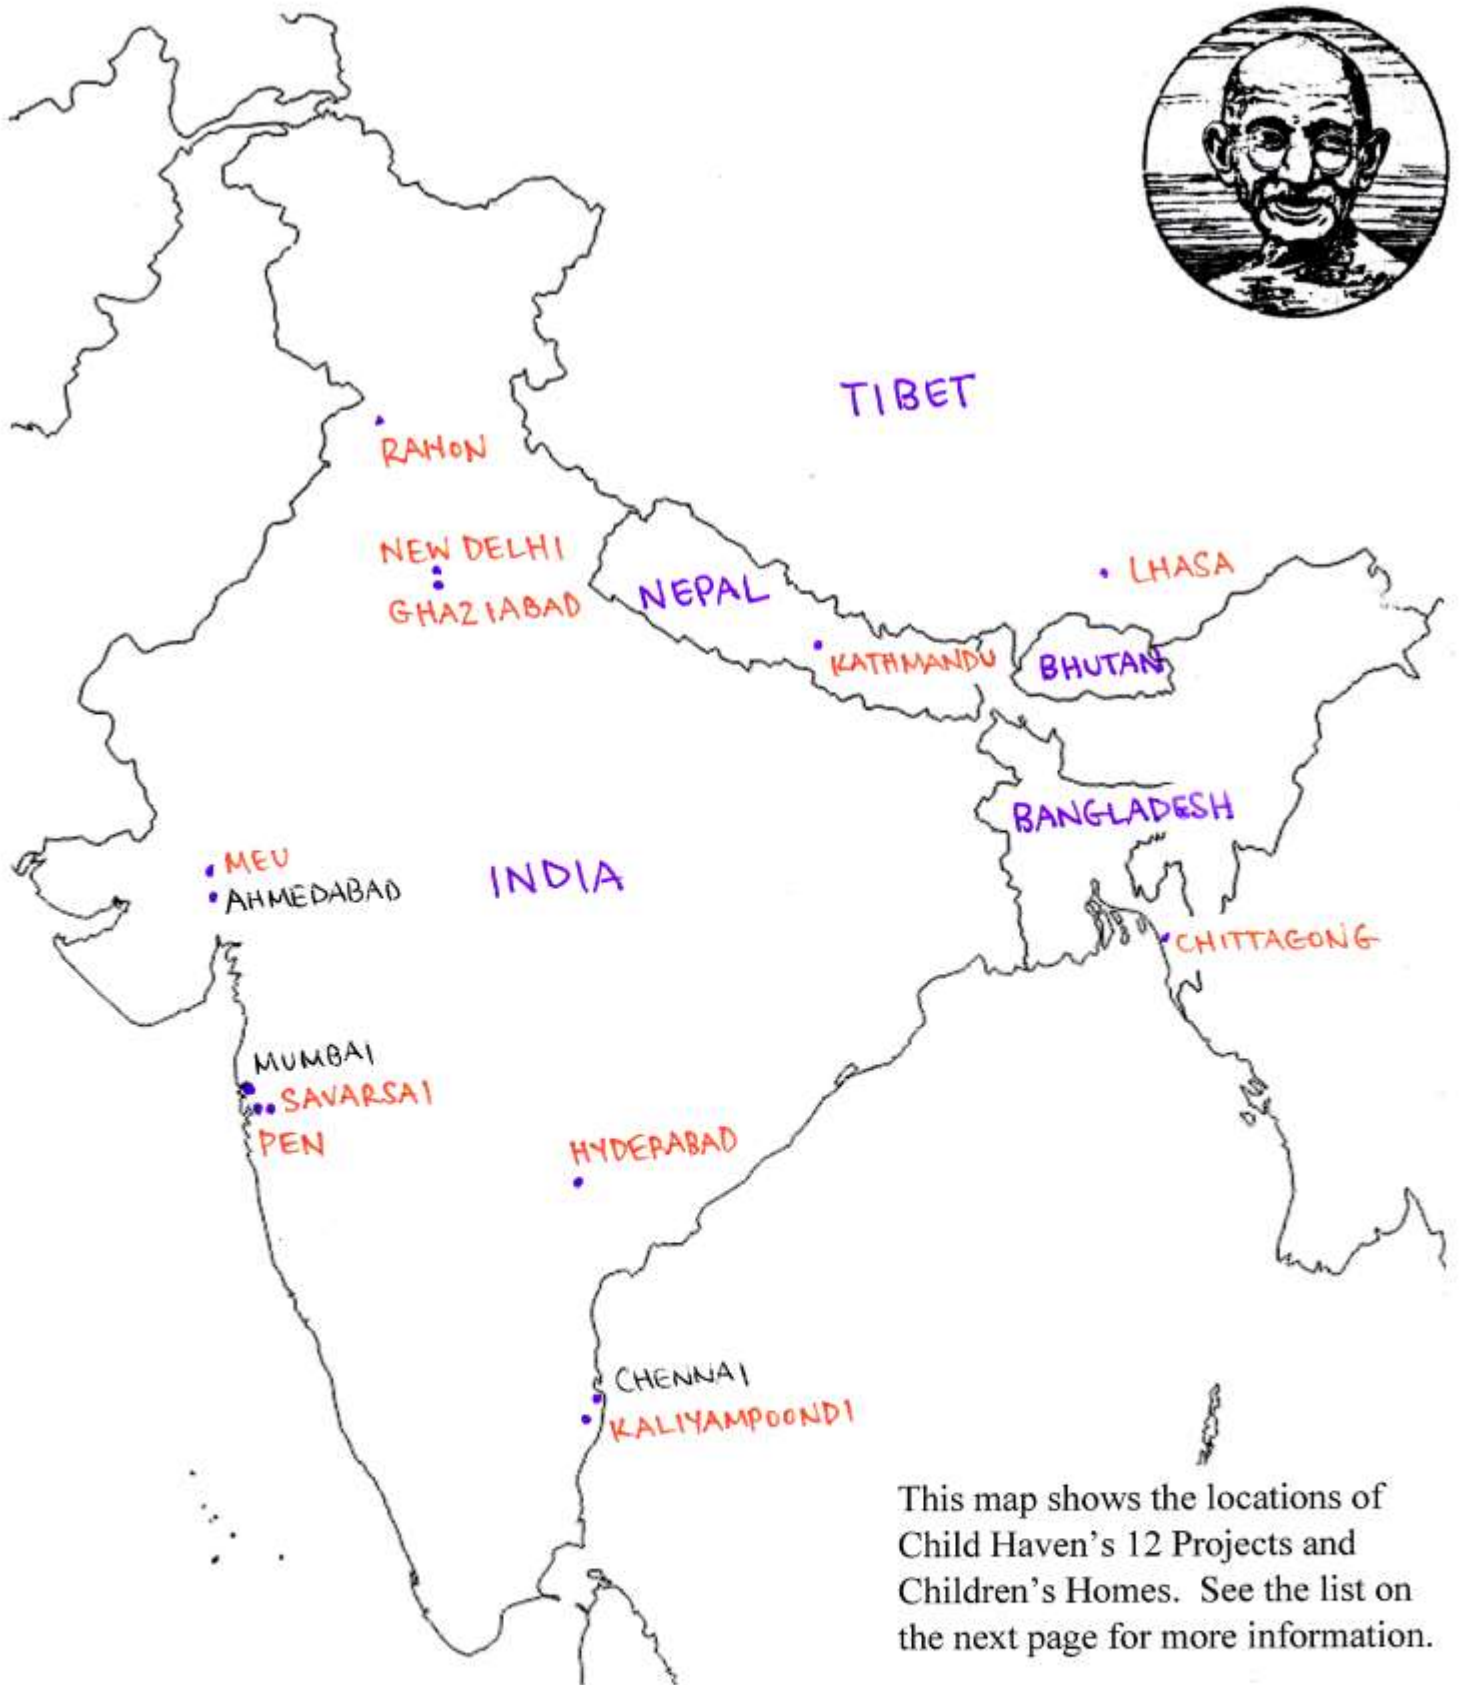 TIBET
RAHON
NEW DELHI
GHAZIABAD
NEPAL
LHASA
KATHMANDU
BHUTAN
BANGLADESH
MEU
AHMEDABAD
INDIA
CHITTAGONG
MUMBAI
SAVARSAI
PEN
HYDERABAD
CHENNAI
KALIYAMPOONDI
This map shows the locations of
Child Haven's 12 Projects and
Children's Homes.  See the list on
the next page for more information.